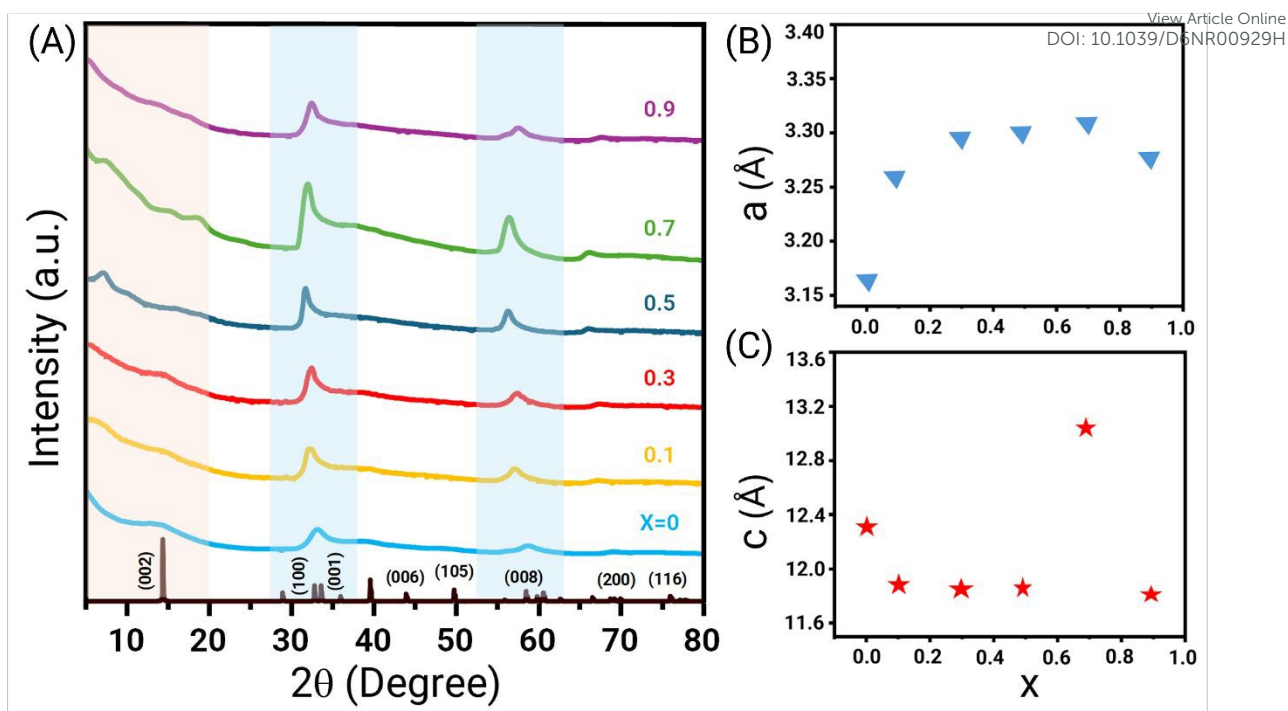 View Article Online
DOI: 10.1039/D6NR00929H
(A)
Intensity (a.u.)
0.9
0.7
0.5
0.3
0.1
X=0
(002)
(100)
(001)
(006)
(105)
(008)
(200)
(116)
10 20 30 40 50 60 70 80
2θ (Degree)
(B)
a (Å)
3.40
3.35
3.30
3.25
3.20
3.15
0.0 0.2 0.4 0.6 0.8 1.0
(C)
c (Å)
13.6
13.2
12.8
12.4
12.0
11.6
0.0 0.2 0.4 0.6 0.8 1.0
X